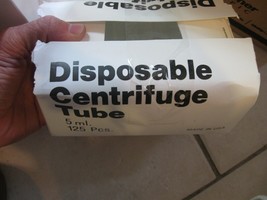 Disposable
Disposable
Centrifuge
Tube
5 ml.
125 Pcs.